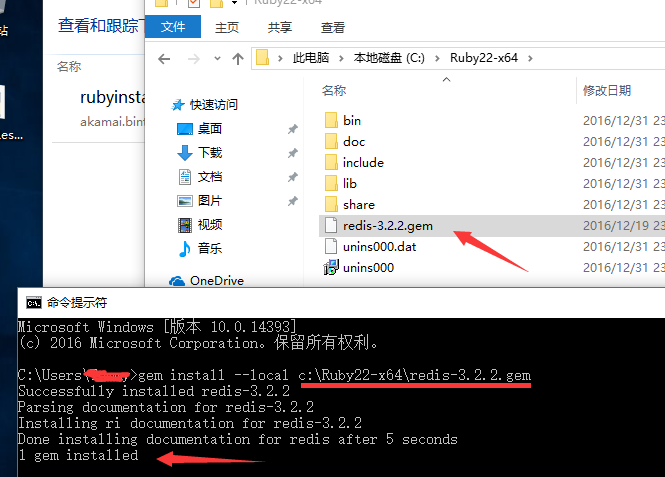 Ruby22-x64
文件
主页
共享
查看
此电脑
本地磁盘 (C:)
Ruby22-x64
查看和跟踪下
名称
rubyinsta
akamai.bint
站
es...
快速访问
桌面
下载
文档
图片
视频
音乐
OneDrive
名称
修改日期
bin
2016/12/31 23
doc
2016/12/31 23
include
2016/12/31 23
lib
2016/12/31 23
share
2016/12/31 23
redis-3.2.2.gem
2016/12/19 23
unins000.dat
2016/12/31 23
unins000
2016/12/31 23
命令提示符
Microsoft Windows [版本 10.0.14393]
(c) 2016 Microsoft Corporation。保留所有权利。
C:\Users\ >gem install --local c:\Ruby22-x64\redis-3.2.2.gem
Successfully installed redis-3.2.2
Parsing documentation for redis-3.2.2
Installing ri documentation for redis-3.2.2
Done installing documentation for redis after 5 seconds
1 gem installed